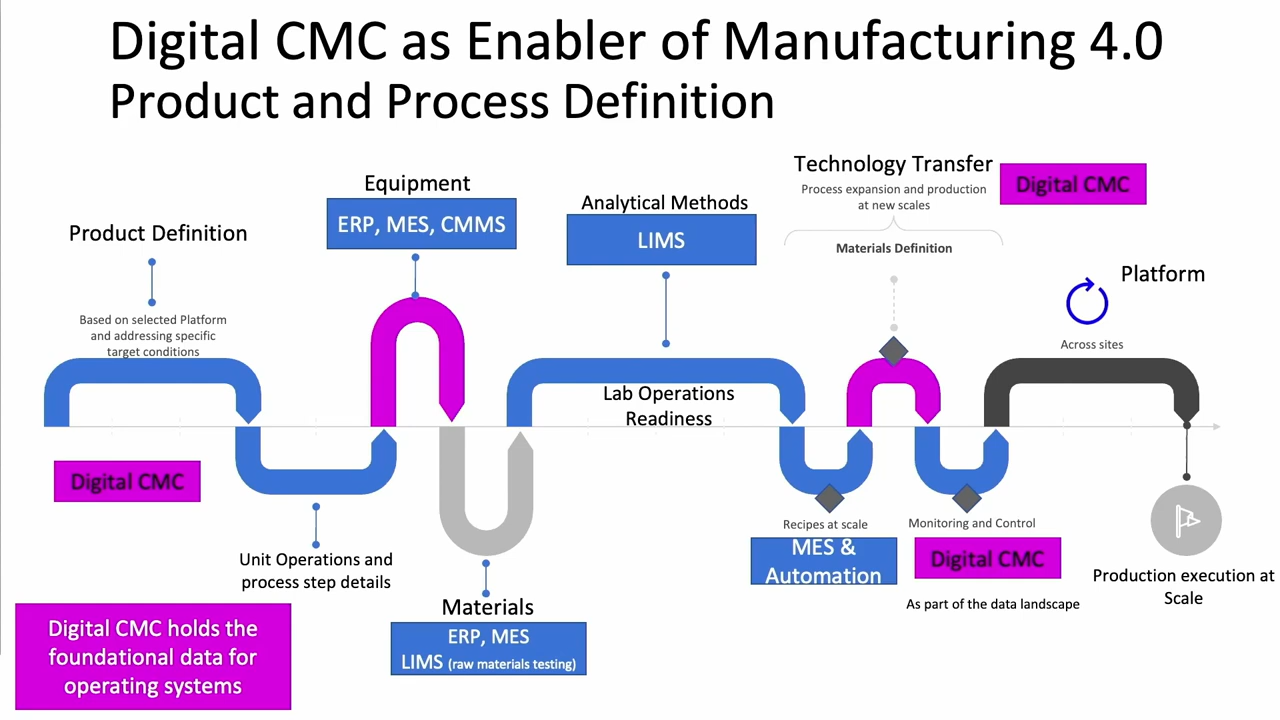 Digital CMC as Enabler of Manufacturing 4.0
Product and Process Definition
Product Definition
Based on selected Platform
and addressing specific
target conditions
Digital CMC
Digital CMC holds the
foundational data for
operating systems
Unit Operations and
process step details
Equipment
ERP, MES, CMMS
Materials
ERP, MES
LIMS (raw materials testing)
Analytical Methods
LIMS
Lab Operations
Readiness
Technology Transfer
Process expansion and production
at new scales
Digital CMC
Materials Definition
Recipes at scale
MES &
Automation
Monitoring and Control
Digital CMC
As part of the data landscape
Platform
Across sites
Production execution at
Scale